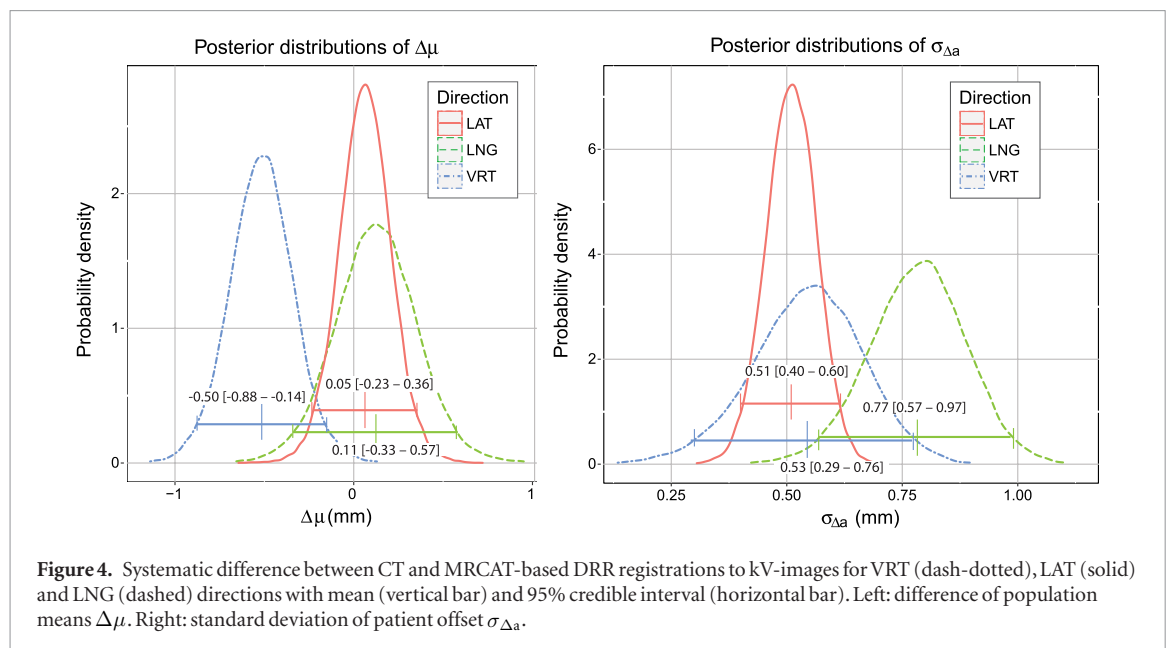 Posterior distributions of Δμ
Probability density
2
1
0
−1
0
1
Δμ (mm)
Direction
LAT
LNG
VRT
-0.50 [-0.88 – -0.14]
0.05 [-0.23 – 0.36]
0.11 [-0.33 – 0.57]
Posterior distributions of σΔa
Probability density
6
4
2
0
0.25
0.50
0.75
1.00
σΔa (mm)
Direction
LAT
LNG
VRT
0.51 [0.40 – 0.60]
0.77 [0.57 – 0.97]
0.53 [0.29 – 0.76]
Figure 4. Systematic difference between CT and MRCAT-based DRR registrations to kV-images for VRT (dash-dotted), LAT (solid)
and LNG (dashed) directions with mean (vertical bar) and 95% credible interval (horizontal bar). Left: difference of population
means Δμ. Right: standard deviation of patient offset σΔa.